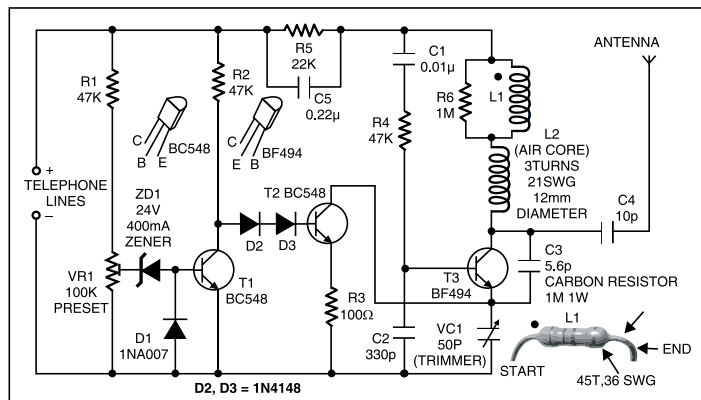 R5
22K
C5
0.22µ
C1
0.01µ
ANTENNA
R1
47K
R2
47K
R4
47K
R6
1M
L1
C
B E
BC548
C
E B
BF494
+
TELEPHONE
LINES
–
ZD1
24V
400mA
ZENER
L2
(AIR CORE)
3TURNS
21SWG
12mm
DIAMETER
C4
10p
T2 BC548
D2
D3
VR1
100K
PRESET
T1
BC548
T3
BF494
C3
5.6p
CARBON RESISTOR
1M 1W
R3
100Ω
D1
1NA007
C2
330p
VC1
50P
(TRIMMER)
L1
START
END
45T,36 SWG
D2, D3 = 1N4148